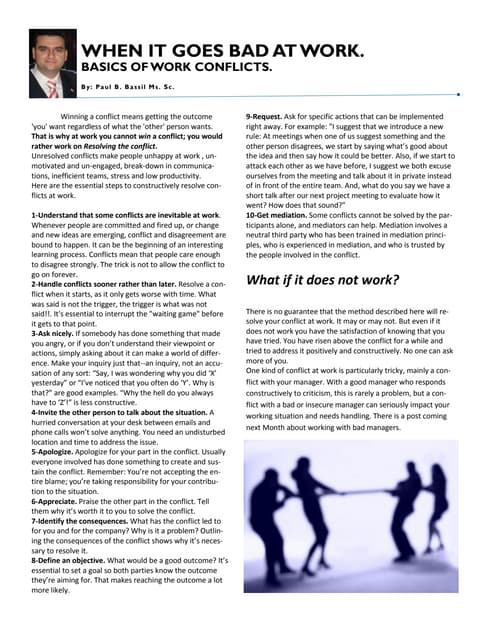 WHEN IT GOES BAD AT WORK.
BASICS OF WORK CONFLICTS.
By: Paul B. Bassil Ms. Sc.
Winning a conflict means getting the outcome
'you' want regardless of what the 'other' person wants.
That is why at work you cannot win a conflict; you would
rather work on Resolving the conflict.
Unresolved conflicts make people unhappy at work , un-
motivated and un-engaged, break-down in communica-
tions, inefficient teams, stress and low productivity.
Here are the essential steps to constructively resolve con-
flicts at work.
1-Understand that some conflicts are inevitable at work.
Whenever people are committed and fired up, or change
and new ideas are emerging, conflict and disagreement are
bound to happen. It can be the beginning of an interesting
learning process. Conflicts mean that people care enough
to disagree strongly. The trick is not to allow the conflict to
go on forever.
2-Handle conflicts sooner rather than later. Resolve a con-
flict when it starts, as it only gets worse with time. What
was said is not the trigger, the trigger is what was not
said!!. It's essential to interrupt the "waiting game" before
it gets to that point.
3-Ask nicely. If somebody has done something that made
you angry, or if you don't understand their viewpoint or
actions, simply asking about it can make a world of differ-
ence. Make your inquiry just that--an inquiry, not an accu-
sation of any sort: "Say, I was wondering why you did 'X'
yesterday" or "I've noticed that you often do 'Y'. Why is
that?" are good examples. "Why the hell do you always
have to 'Z'!" is less constructive.
4-Invite the other person to talk about the situation. A
hurried conversation at your desk between emails and
phone calls won't solve anything. You need an undisturbed
location and time to address the issue.
5-Apologize. Apologize for your part in the conflict. Usually
everyone involved has done something to create and sus-
tain the conflict. Remember: You're not accepting the en-
tire blame; you're taking responsibility for your contribu-
tion to the situation.
6-Appreciate. Praise the other part in the conflict. Tell
them why it's worth it to you to solve the conflict.
7-Identify the consequences. What has the conflict led to
for you and for the company? Why is it a problem? Outlin-
ing the consequences of the conflict shows why it's neces-
sary to resolve it.
8-Define an objective. What would be a good outcome? It's
essential to set a goal so both parties know the outcome
they're aiming for. That makes reaching the outcome a lot
more likely.
9-Request. Ask for specific actions that can be implemented
right away. For example: "I suggest that we introduce a new
rule: At meetings when one of us suggest something and the
other person disagrees, we start by saying what's good about
the idea and then say how it could be better. Also, if we start to
attack each other as we have before, I suggest we both excuse
ourselves from the meeting and talk about it in private instead
of in front of the entire team. And, what do you say we have a
short talk after our next project meeting to evaluate how it
went? How does that sound?"
10-Get mediation. Some conflicts cannot be solved by the par-
ticipants alone, and mediators can help. Mediation involves a
neutral third party who has been trained in mediation princi-
ples, who is experienced in mediation, and who is trusted by
the people involved in the conflict.
What if it does not work?
There is no guarantee that the method described here will re-
solve your conflict at work. It may or may not. But even if it
does not work you have the satisfaction of knowing that you
have tried. You have risen above the conflict for a while and
tried to address it positively and constructively. No one can ask
more of you.
One kind of conflict at work is particularly tricky, mainly a con-
flict with your manager. With a good manager who responds
constructively to criticism, this is rarely a problem, but a con-
flict with a bad or insecure manager can seriously impact your
working situation and needs handling. There is a post coming
next Month about working with bad managers.